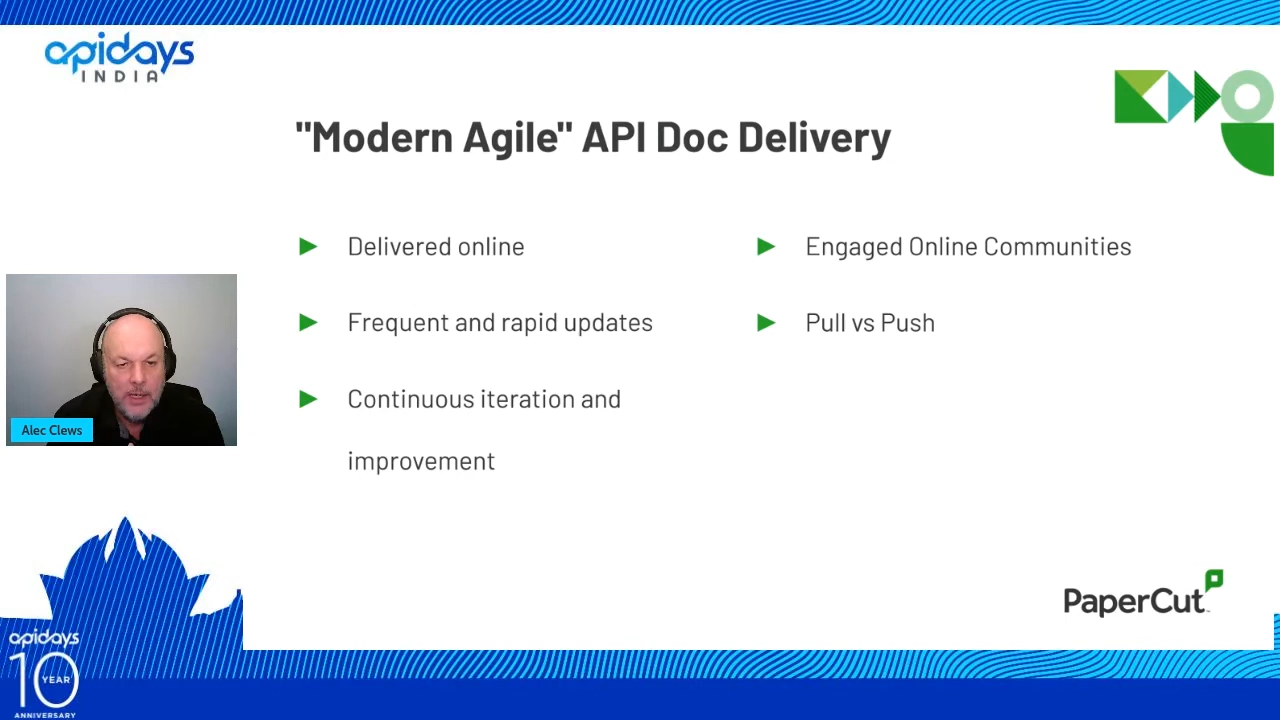 apidays
INDIA
"Modern Agile" API Doc Delivery
Delivered online
Frequent and rapid updates
Continuous iteration and
improvement
Engaged Online Communities
Pull vs Push
Alec Clews
PaperCut
apidays
10
YEAR
ANNIVERSARY